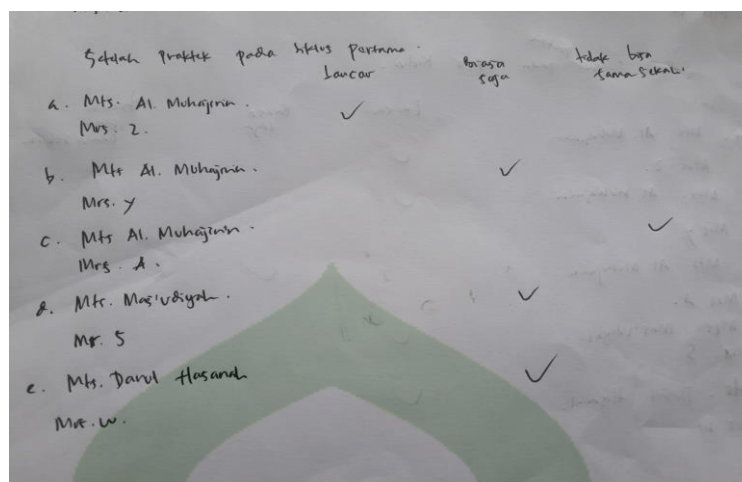 Setelah praktek pada siklus pertama.
Lancar Biasa saja tidak bisa sama sekali.
a. Mts. Al. Muhajirin.
Mrs. Z.
b. Mts Al. Muhajirin.
Mrs. Y
c. Mts Al. Muhajirin.
Mrs. A.
d. Mts. Mas'udiyah.
Mr. S
e. Mts. Darul Hasanah
Mrs. W.